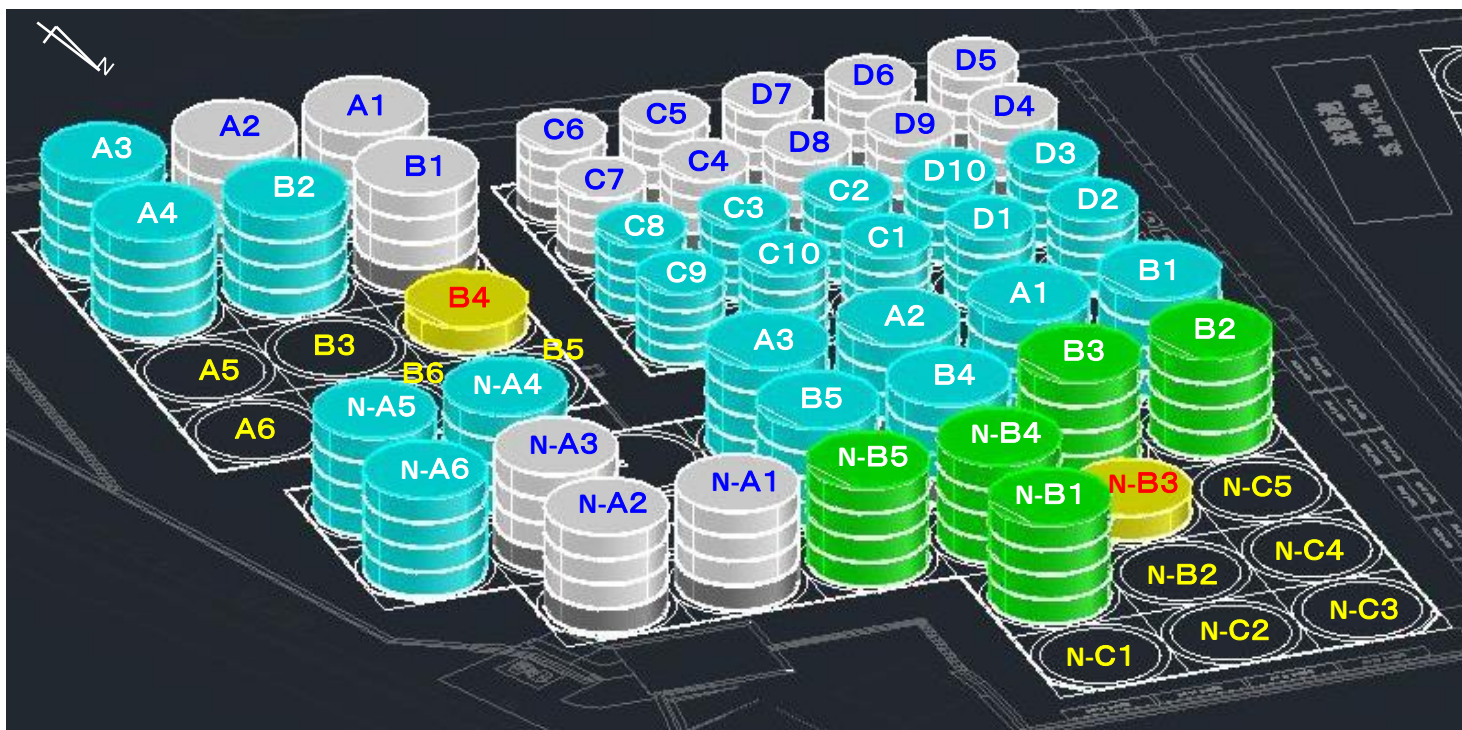 N
D5
D6
D7
A1
C5
D4
D9
A2
C6
D8
A3
D3
C4
B1
D10
C7
B2
C2
D2
C3
A4
D1
C8
C1
C10
B1
C9
A1
B4
A2
B2
A3
B3
B3
B5
A5
B6
B4
N-A4
B5
N-A5
A6
N-B4
N-A3
N-B5
N-A6
N-A1
N-B3
N-C5
N-B1
N-A2
N-C4
N-B2
N-C3
N-C2
N-C1